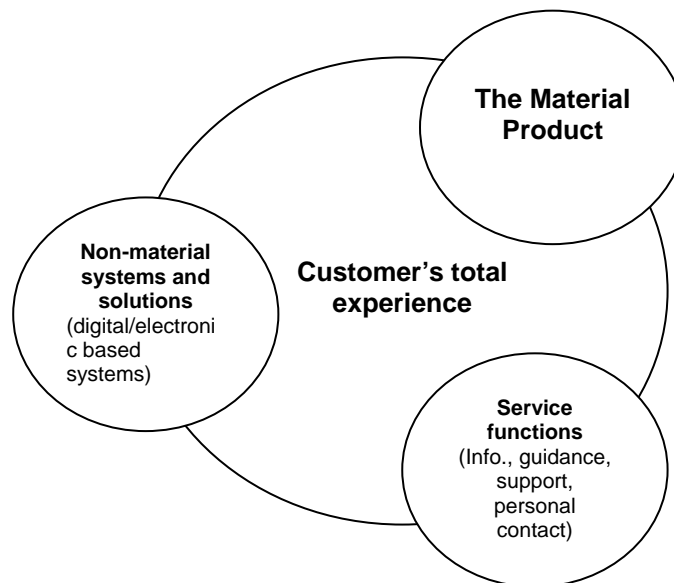 The Material
Product
Non-material
systems and
solutions
(digital/electroni
c based
systems)
Customer’s total
experience
Service
functions
(Info., guidance,
support,
personal
contact)